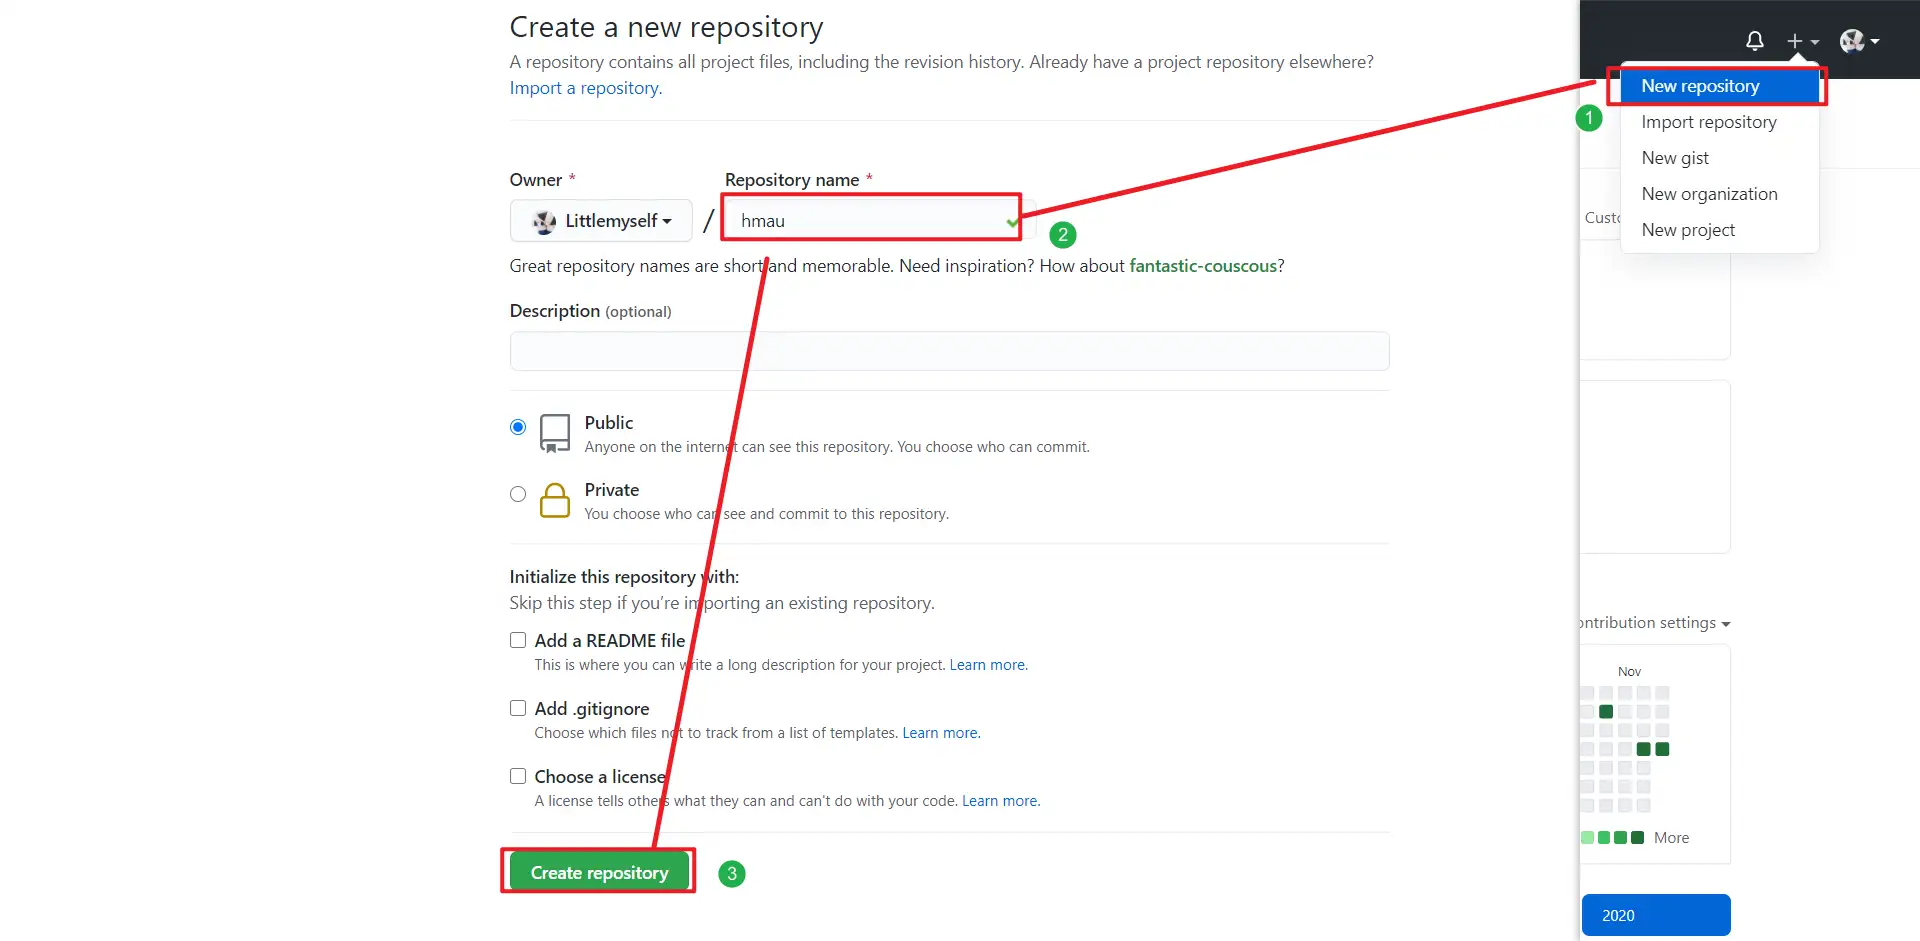 Create a new repository
A repository contains all project files, including the revision history. Already have a project repository elsewhere?
Import a repository.
Owner *
Repository name *
Littlemyself
/
hmau
2
Great repository names are short and memorable. Need inspiration? How about fantastic-couscous?
Description (optional)
Public
Anyone on the internet can see this repository. You choose who can commit.
Private
You choose who can see and commit to this repository.
Initialize this repository with:
Skip this step if you’re importing an existing repository.
Add a README file
This is where you can write a long description for your project. Learn more.
Add .gitignore
Choose which files not to track from a list of templates. Learn more.
Choose a license
A license tells others what they can and can't do with your code. Learn more.
Create repository
3
New repository
1
Import repository
New gist
New organization
Custo
New project
ontribution settings
Nov
More
2020